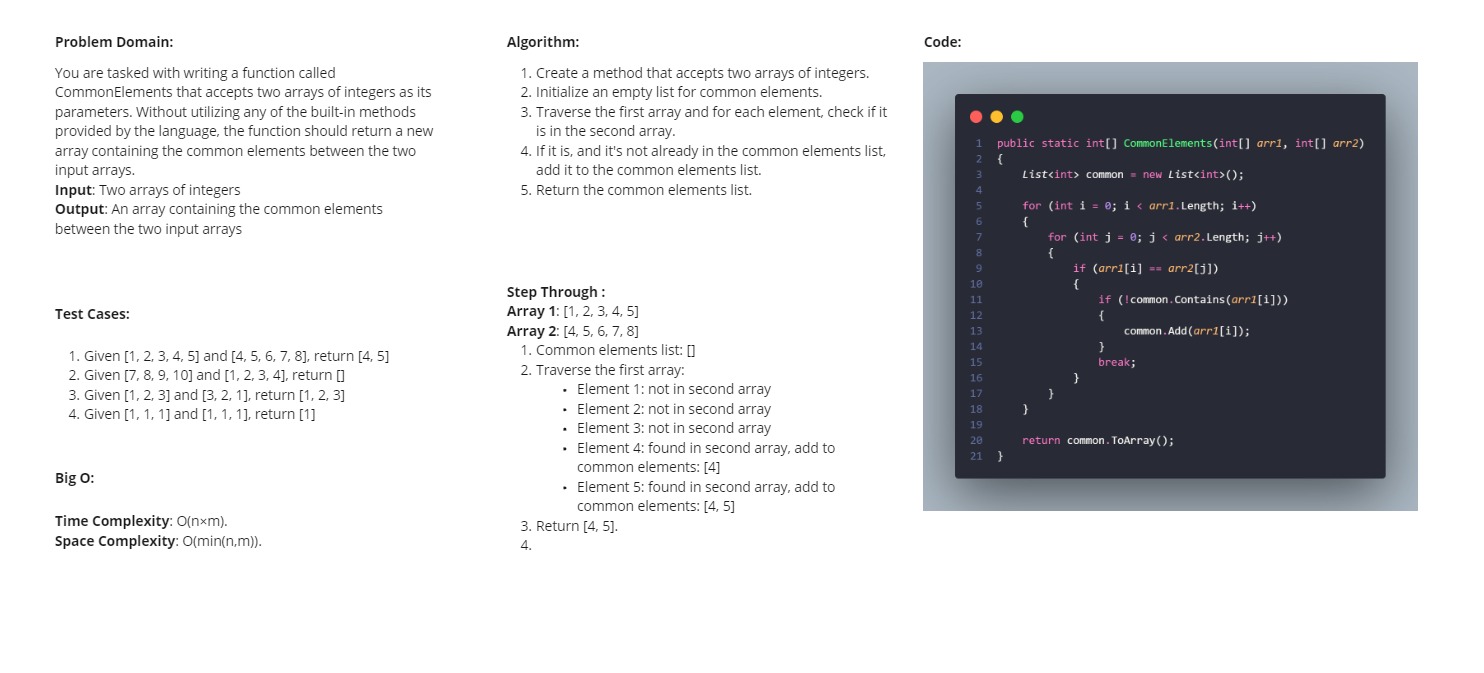 Problem Domain:
You are tasked with writing a function called
CommonElements that accepts two arrays of integers as its
parameters. Without utilizing any of the built-in methods
provided by the language, the function should return a new
array containing the common elements between the two
input arrays.
Input: Two arrays of integers
Output: An array containing the common elements
between the two input arrays
Test Cases:
1. Given [1, 2, 3, 4, 5] and [4, 5, 6, 7, 8], return [4, 5]
2. Given [7, 8, 9, 10] and [1, 2, 3, 4], return []
3. Given [1, 2, 3] and [3, 2, 1], return [1, 2, 3]
4. Given [1, 1, 1] and [1, 1, 1], return [1]
Big O:
Time Complexity: O(n×m).
Space Complexity: O(min(n,m)).
Algorithm:
1. Create a method that accepts two arrays of integers.
2. Initialize an empty list for common elements.
3. Traverse the first array and for each element, check if it
is in the second array.
4. If it is, and it's not already in the common elements list,
add it to the common elements list.
5. Return the common elements list.
Step Through :
Array 1: [1, 2, 3, 4, 5]
Array 2: [4, 5, 6, 7, 8]
1. Common elements list: []
2. Traverse the first array:
• Element 1: not in second array
• Element 2: not in second array
• Element 3: not in second array
• Element 4: found in second array, add to
common elements: [4]
• Element 5: found in second array, add to
common elements: [4, 5]
3. Return [4, 5].
4.
Code:
1 public static int[] CommonElements(int[] arr1, int[] arr2)
2 {
3 List<int> common = new List<int>();
4
5 for (int i = 0; i < arr1.Length; i++)
6 {
7 for (int j = 0; j < arr2.Length; j++)
8 {
9 if (arr1[i] == arr2[j])
10 {
11 if (!common.Contains(arr1[i]))
12 {
13 common.Add(arr1[i]);
14 }
15 break;
16 }
17 }
18 }
19
20 return common.ToArray();
21 }